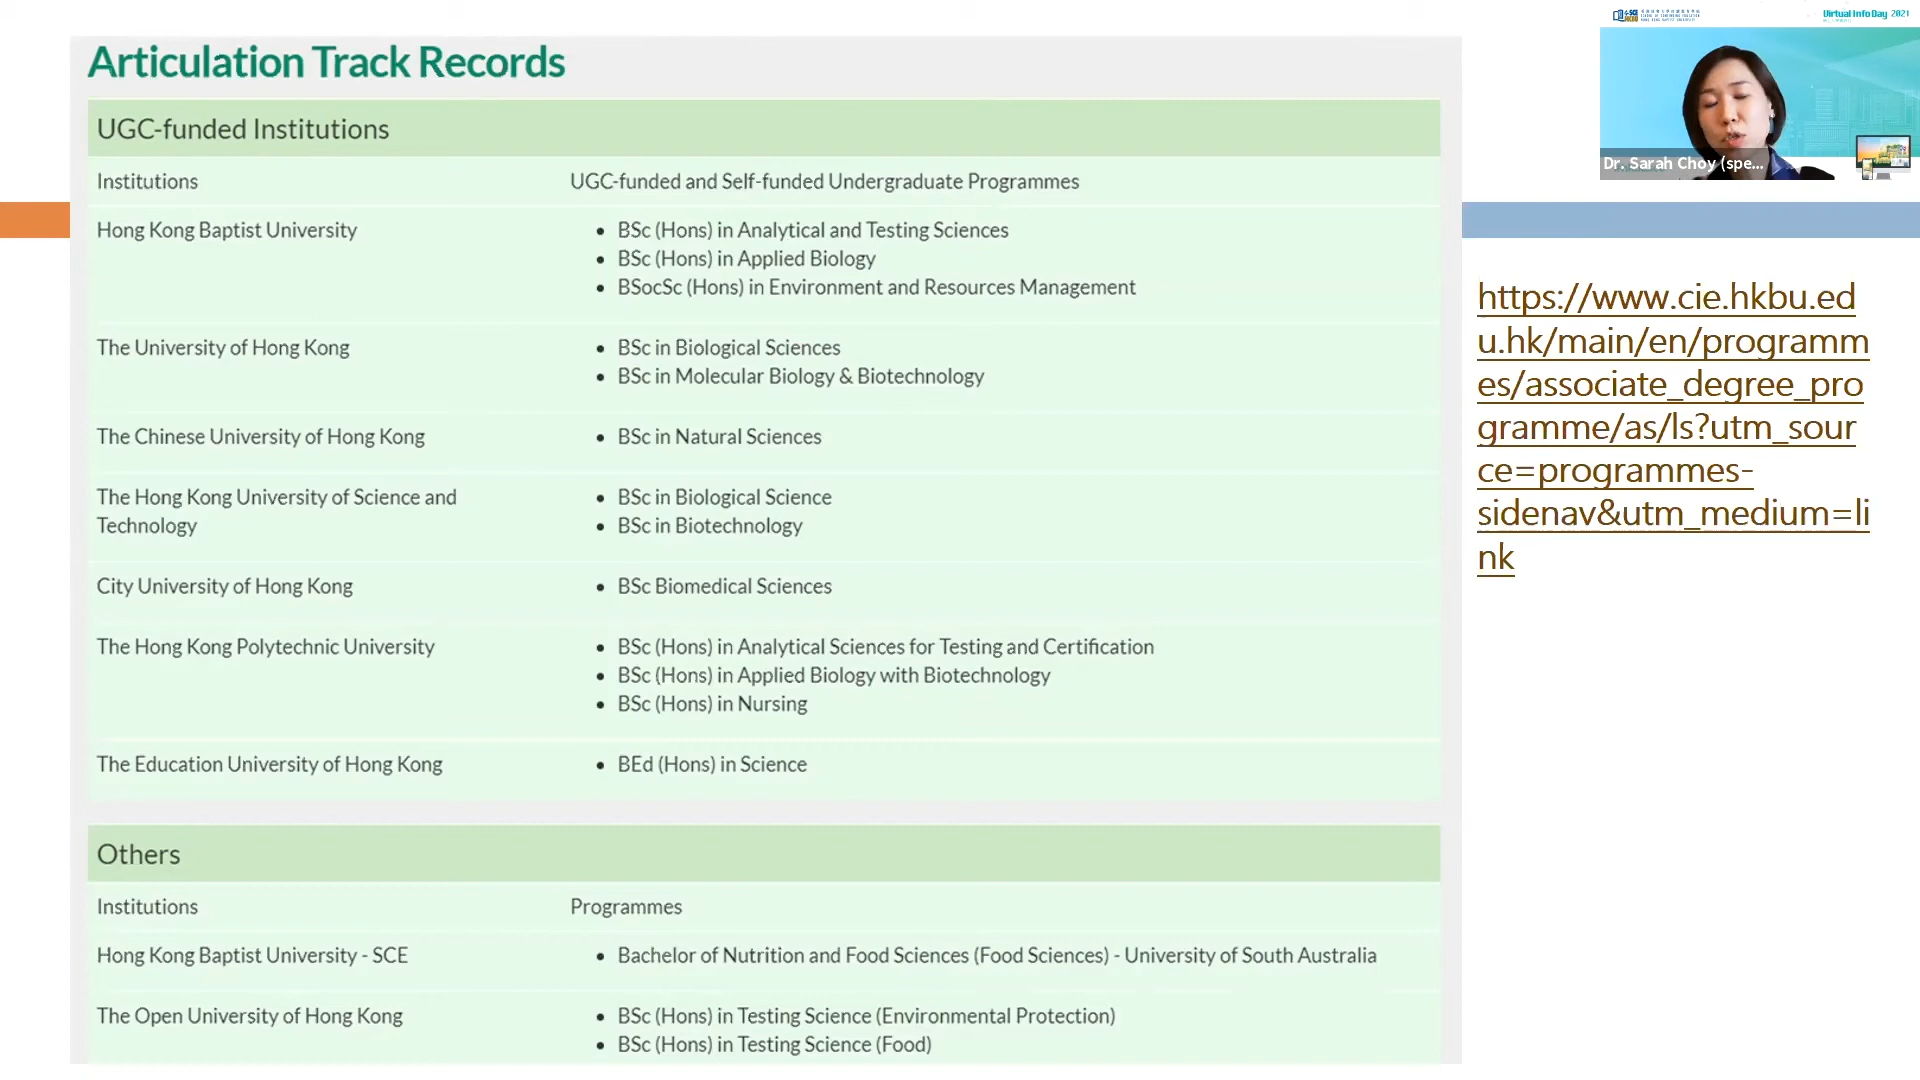 Virtual Info Day 2021
Articulation Track Records
UGC-funded Institutions
Institutions UGC-funded and Self-funded Undergraduate Programmes
Hong Kong Baptist University • BSc (Hons) in Analytical and Testing Sciences
• BSc (Hons) in Applied Biology
• BSocSc (Hons) in Environment and Resources Management
The University of Hong Kong • BSc in Biological Sciences
• BSc in Molecular Biology & Biotechnology
The Chinese University of Hong Kong • BSc in Natural Sciences
The Hong Kong University of Science and • BSc in Biological Science
Technology • BSc in Biotechnology
City University of Hong Kong • BSc Biomedical Sciences
The Hong Kong Polytechnic University • BSc (Hons) in Analytical Sciences for Testing and Certification
• BSc (Hons) in Applied Biology with Biotechnology
• BSc (Hons) in Nursing
The Education University of Hong Kong • BEd (Hons) in Science
Others
Institutions Programmes
Hong Kong Baptist University - SCE • Bachelor of Nutrition and Food Sciences (Food Sciences) - University of South Australia
The Open University of Hong Kong • BSc (Hons) in Testing Science (Environmental Protection)
• BSc (Hons) in Testing Science (Food)
Dr. Sarah Choy (spe...
https://www.cie.hkbu.ed
u.hk/main/en/programm
es/associate_degree_pro
gramme/as/ls?utm_sour
ce=programmes-
sidenav&utm_medium=li
nk